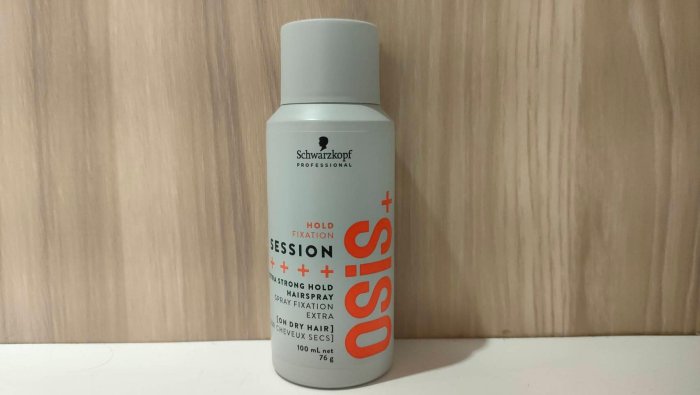 Schwarzkopf
PROFESSIONAL
HOLD
FIXATION
SESSION
++++
STRONG HOLD
HAIRSPRAY
SPRAY FIXATION
EXTRA
[ON DRY HAIR]
CHEVEUX SECS]
100 mL net
76 g
OSiS+